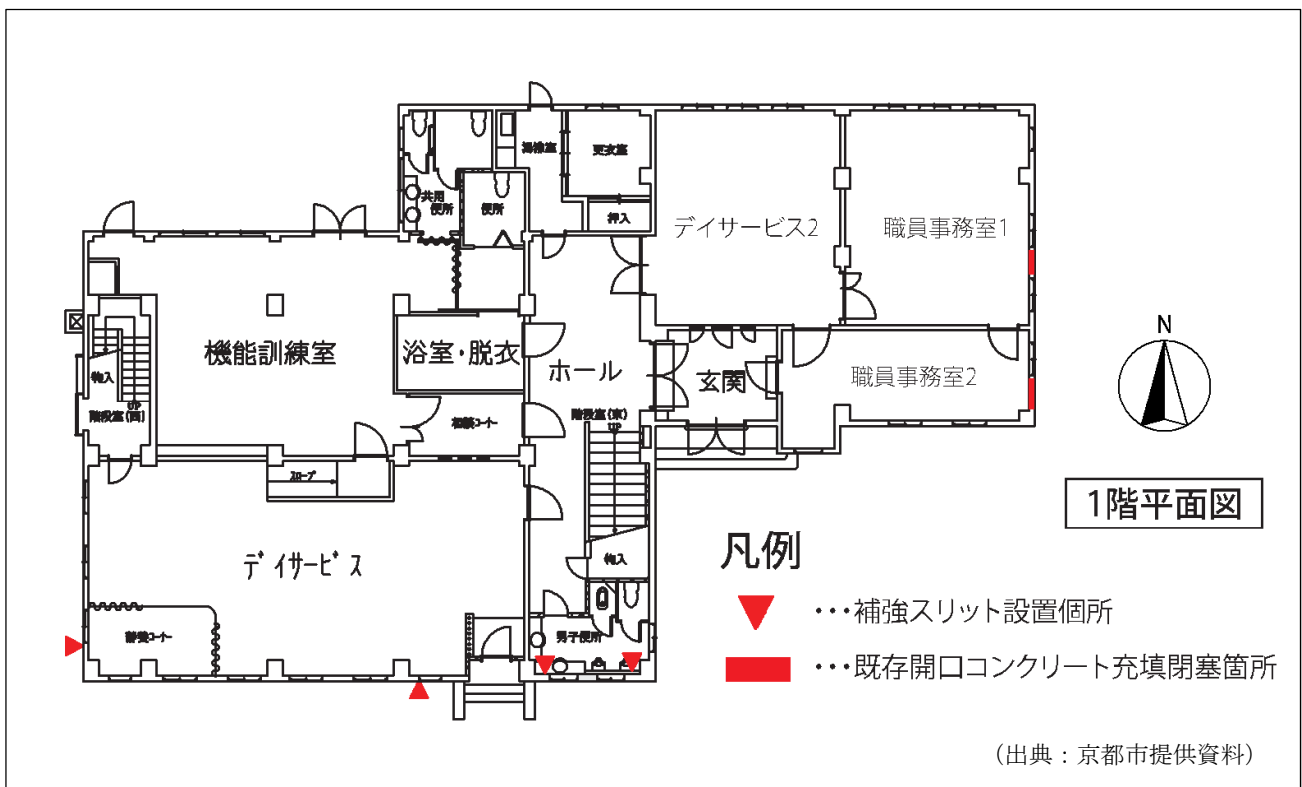 湯沸室
更衣室
共用
便所
便所
押入
デイサービス2
職員事務室1
N
機能訓練室
浴室・脱衣
ホール
玄関
職員事務室2
物入
UP
階段室(西)
相談コーナー
階段室(東)
UP
スロープ
1階平面図
デイサービス
物入
凡例
静養コーナー
男子便所
・・・補強スリット設置個所
・・・既存開口コンクリート充填閉塞箇所
(出典：京都市提供資料)